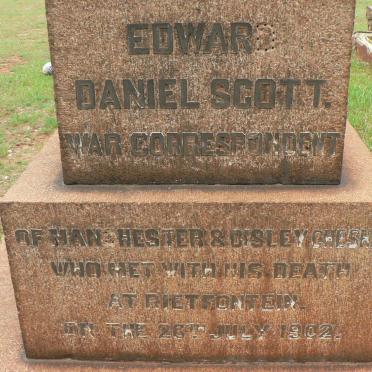 EDWARD
DANIEL SCOTT.
WAR CORRESPONDENT
OF MANCHESTER & DISLEY, CHESH
WHO MET WITH HIS DEATH
AT RIETFONTEIN.
ON THE 26TH JULY 1902.